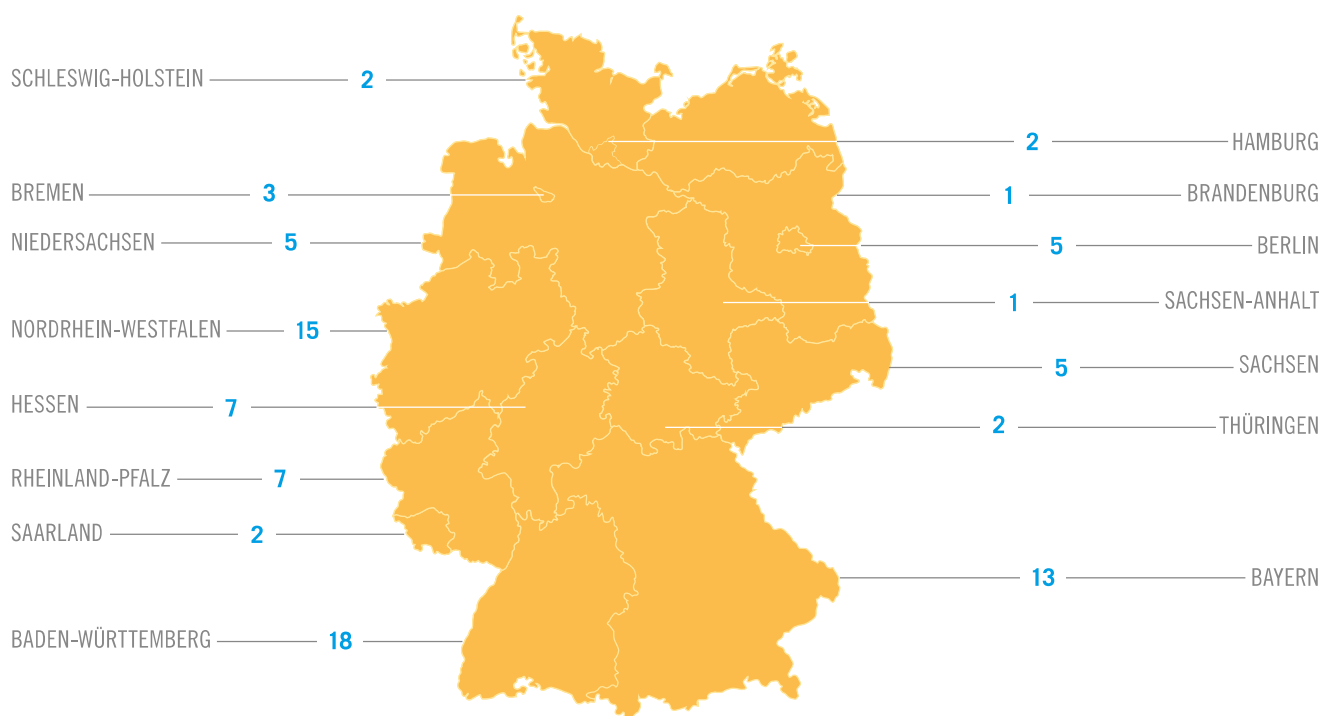 SCHLESWIG-HOLSTEIN 2
BREMEN 3
NIEDERSACHSEN 5
NORDRHEIN-WESTFALEN 15
HESSEN 7
RHEINLAND-PFALZ 7
SAARLAND 2
BADEN-WÜRTTEMBERG 18
2 HAMBURG
1 BRANDENBURG
5 BERLIN
1 SACHSEN-ANHALT
5 SACHSEN
2 THÜRINGEN
13 BAYERN